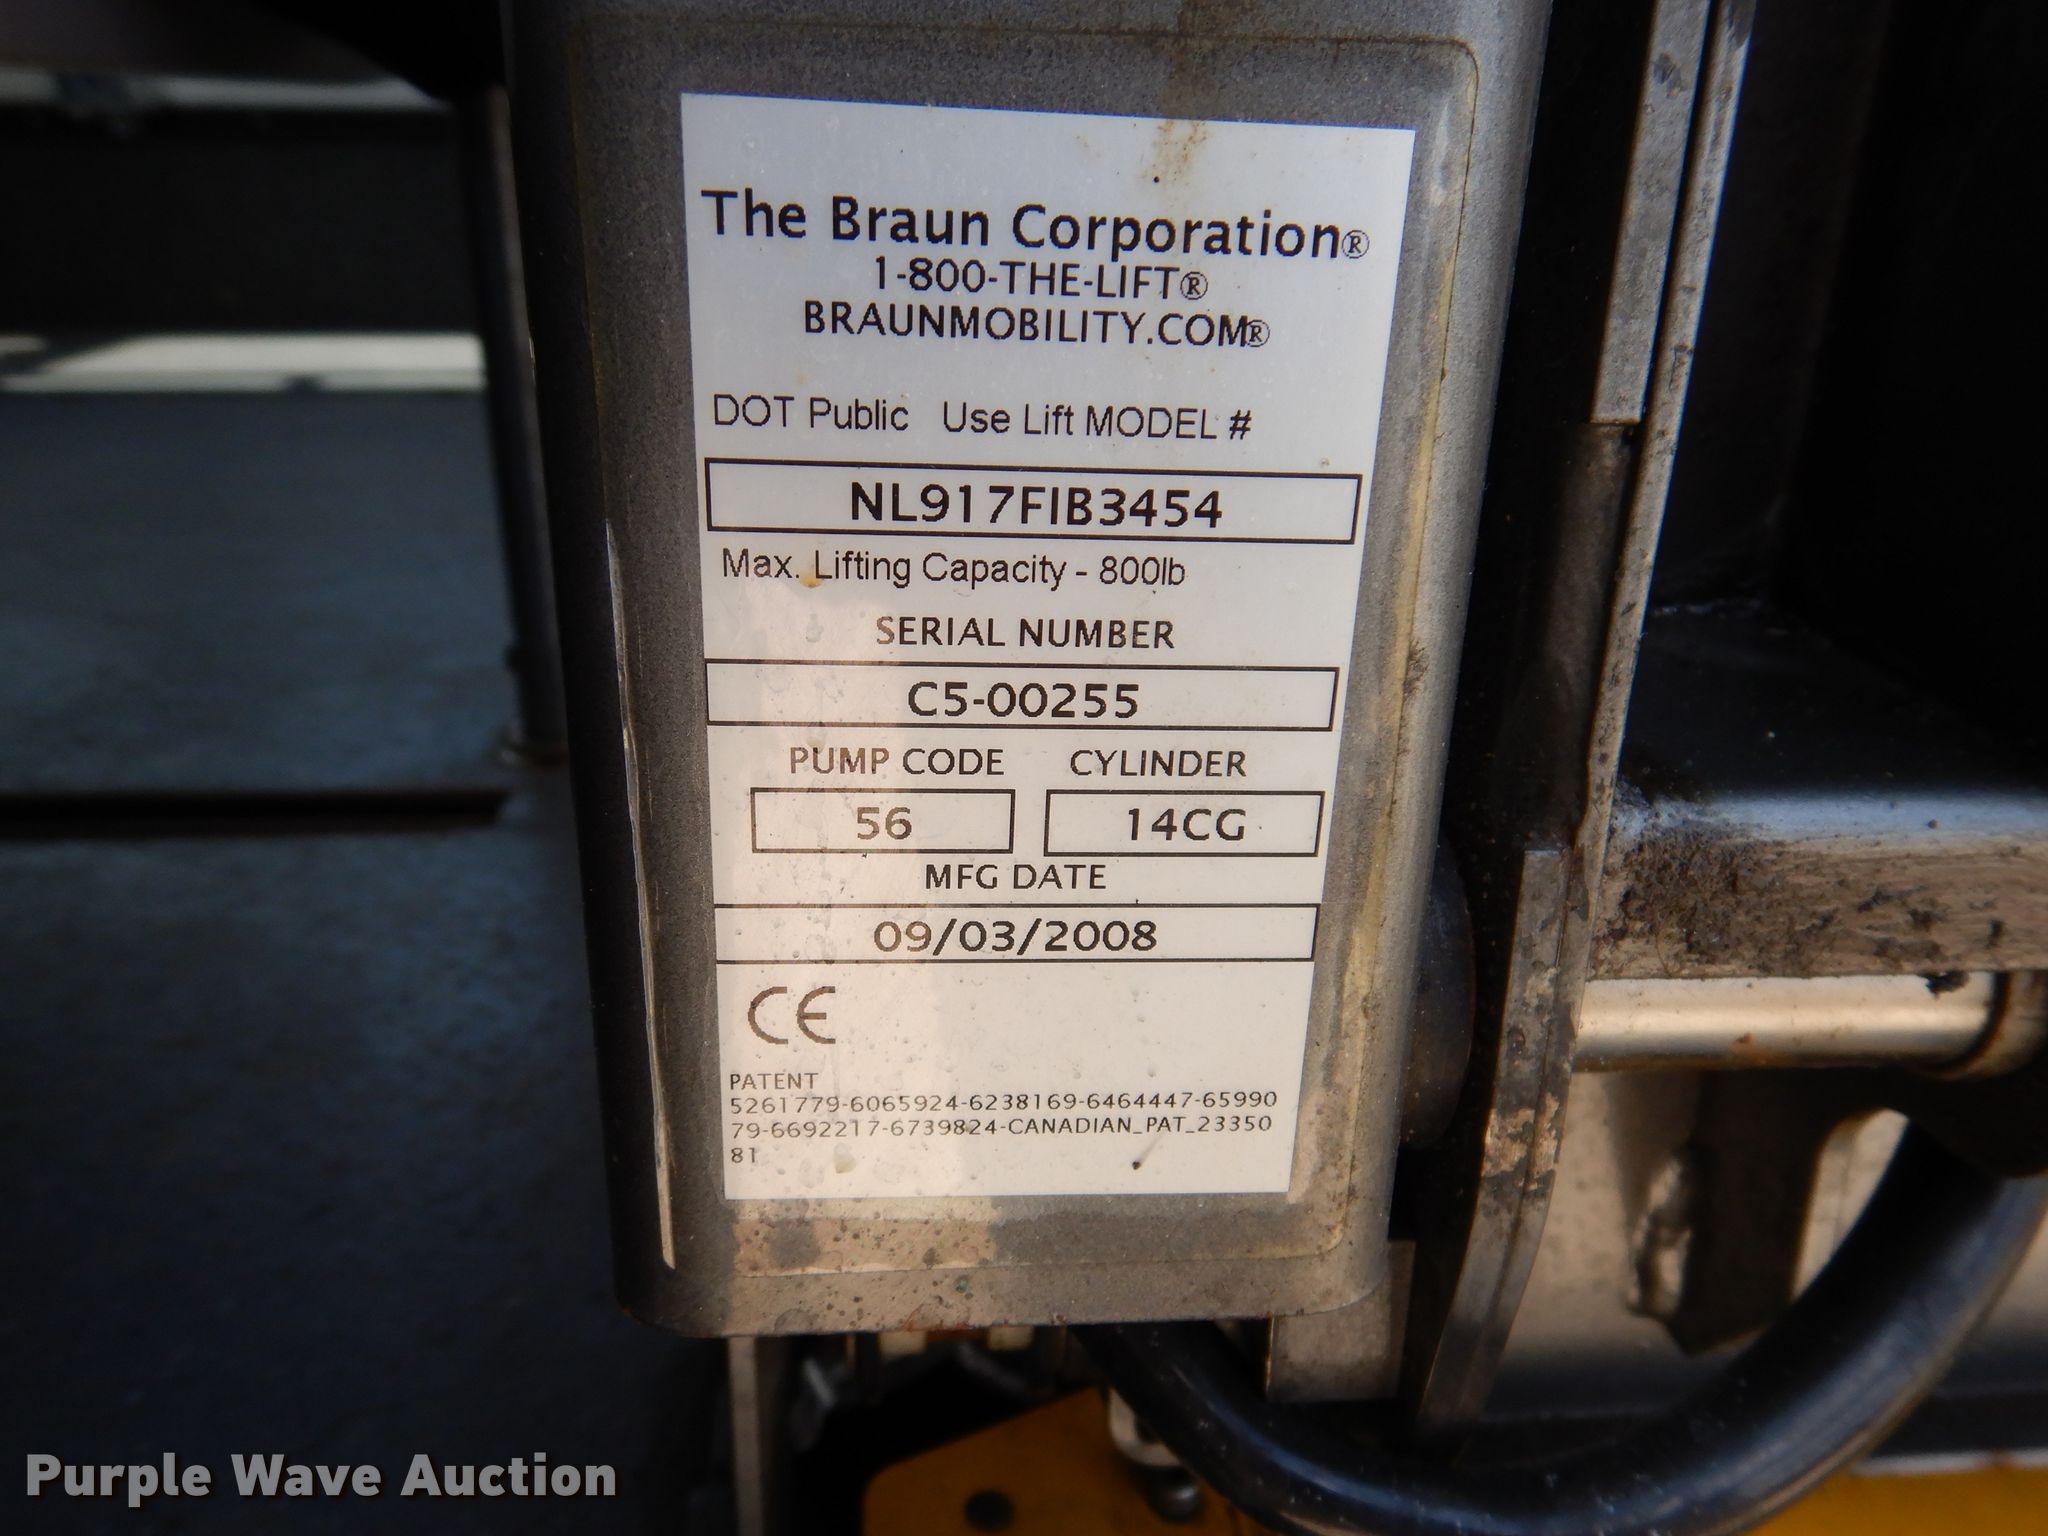 The Braun Corporation®
1-800-THE-LIFT®
BRAUNMOBILITY.COM®
DOT Public Use Lift MODEL #
NL917FIB3454
Max. Lifting Capacity - 800lb
SERIAL NUMBER
C5-00255
PUMP CODE CYLINDER
56 14CG
MFG DATE
09/03/2008
CE
PATENT
5261779-6065924-6238169-6464447-65990
79-6692217-6739824-CANADIAN_PAT_23350
81
Purple Wave Auction